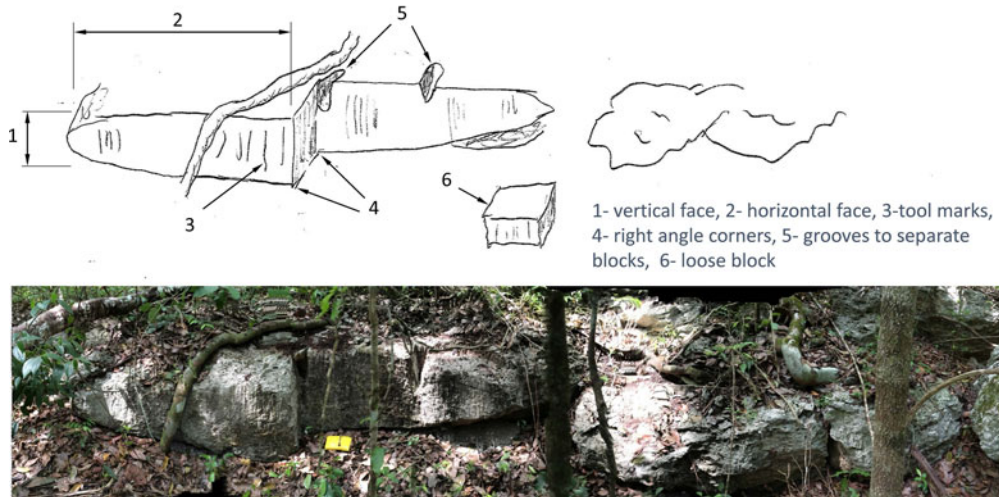 2
5
1
3
4
6
1- vertical face, 2- horizontal face, 3-tool marks,
4- right angle corners, 5- grooves to separate
blocks,  6- loose block